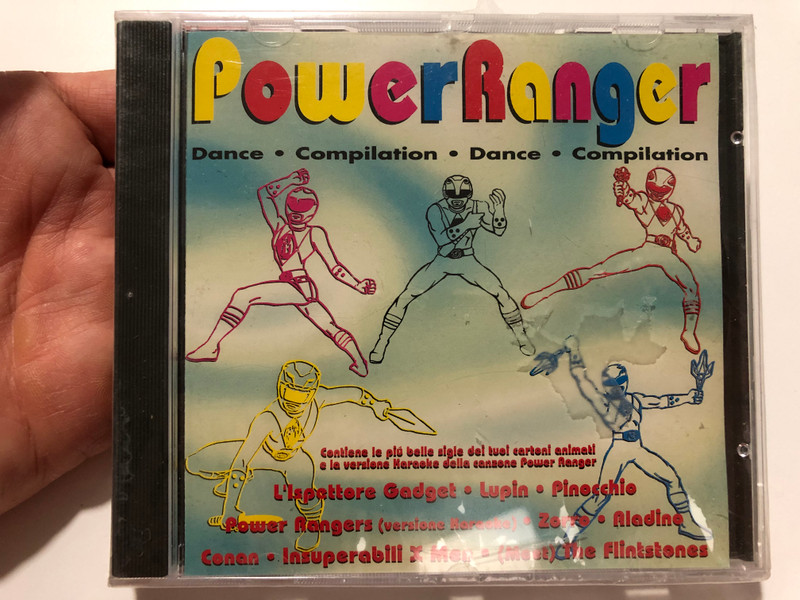 PowerRanger
Dance • Compilation • Dance • Compilation
Contiene le più belle sigle dei tuoi cartoni animati
e la versione Karaoke della canzone Power Ranger
L'Ispettore Gadget • Lupin • Pinocchio
Power Rangers (versione Karaoke) • Zorro • Aladino
Conan • Insuperabili X Men • (Meet) The Flintstones